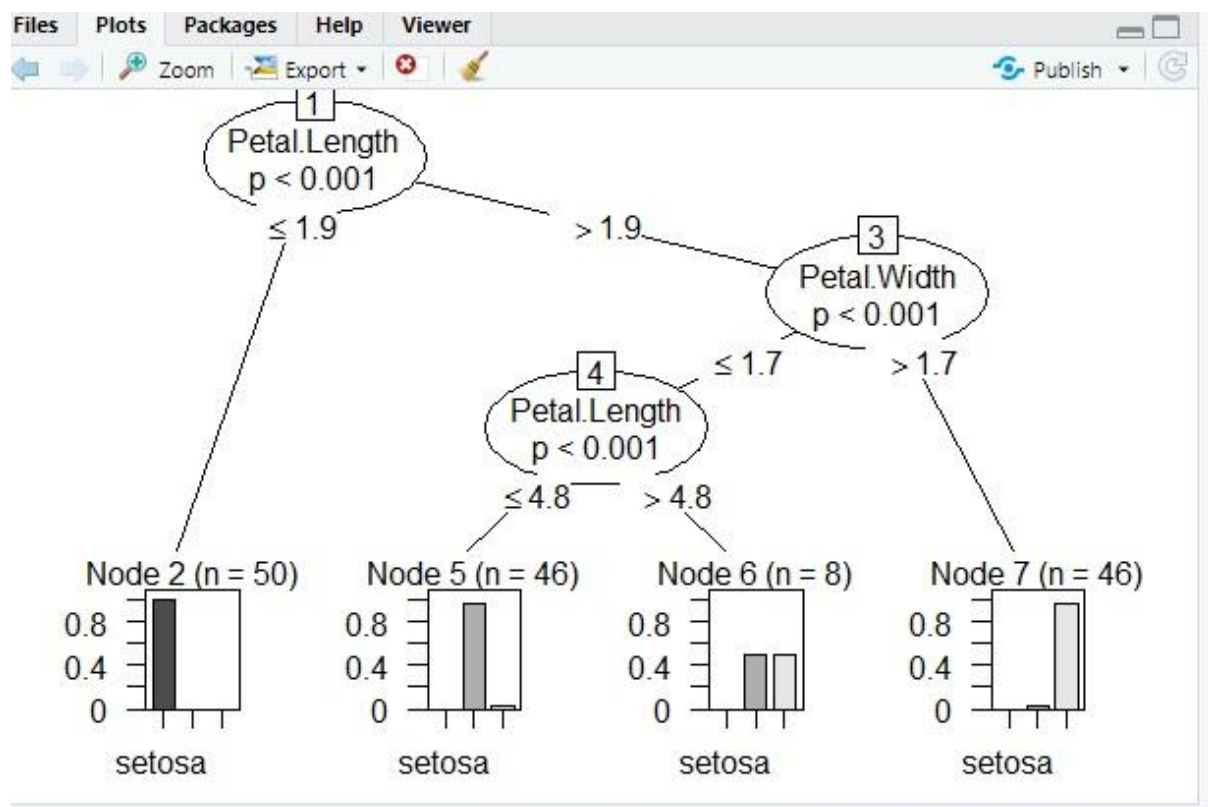 Files Plots Packages Help Viewer
Zoom Export Publish
1
Petal.Length
p < 0.001
≤ 1.9 > 1.9
3
Petal.Width
p < 0.001
≤ 1.7 > 1.7
4
Petal.Length
p < 0.001
≤ 4.8 > 4.8
Node 2 (n = 50) Node 5 (n = 46) Node 6 (n = 8) Node 7 (n = 46)
0.8 0.8 0.8 0.8
0.4 0.4 0.4 0.4
0 0 0 0
setosa setosa setosa setosa